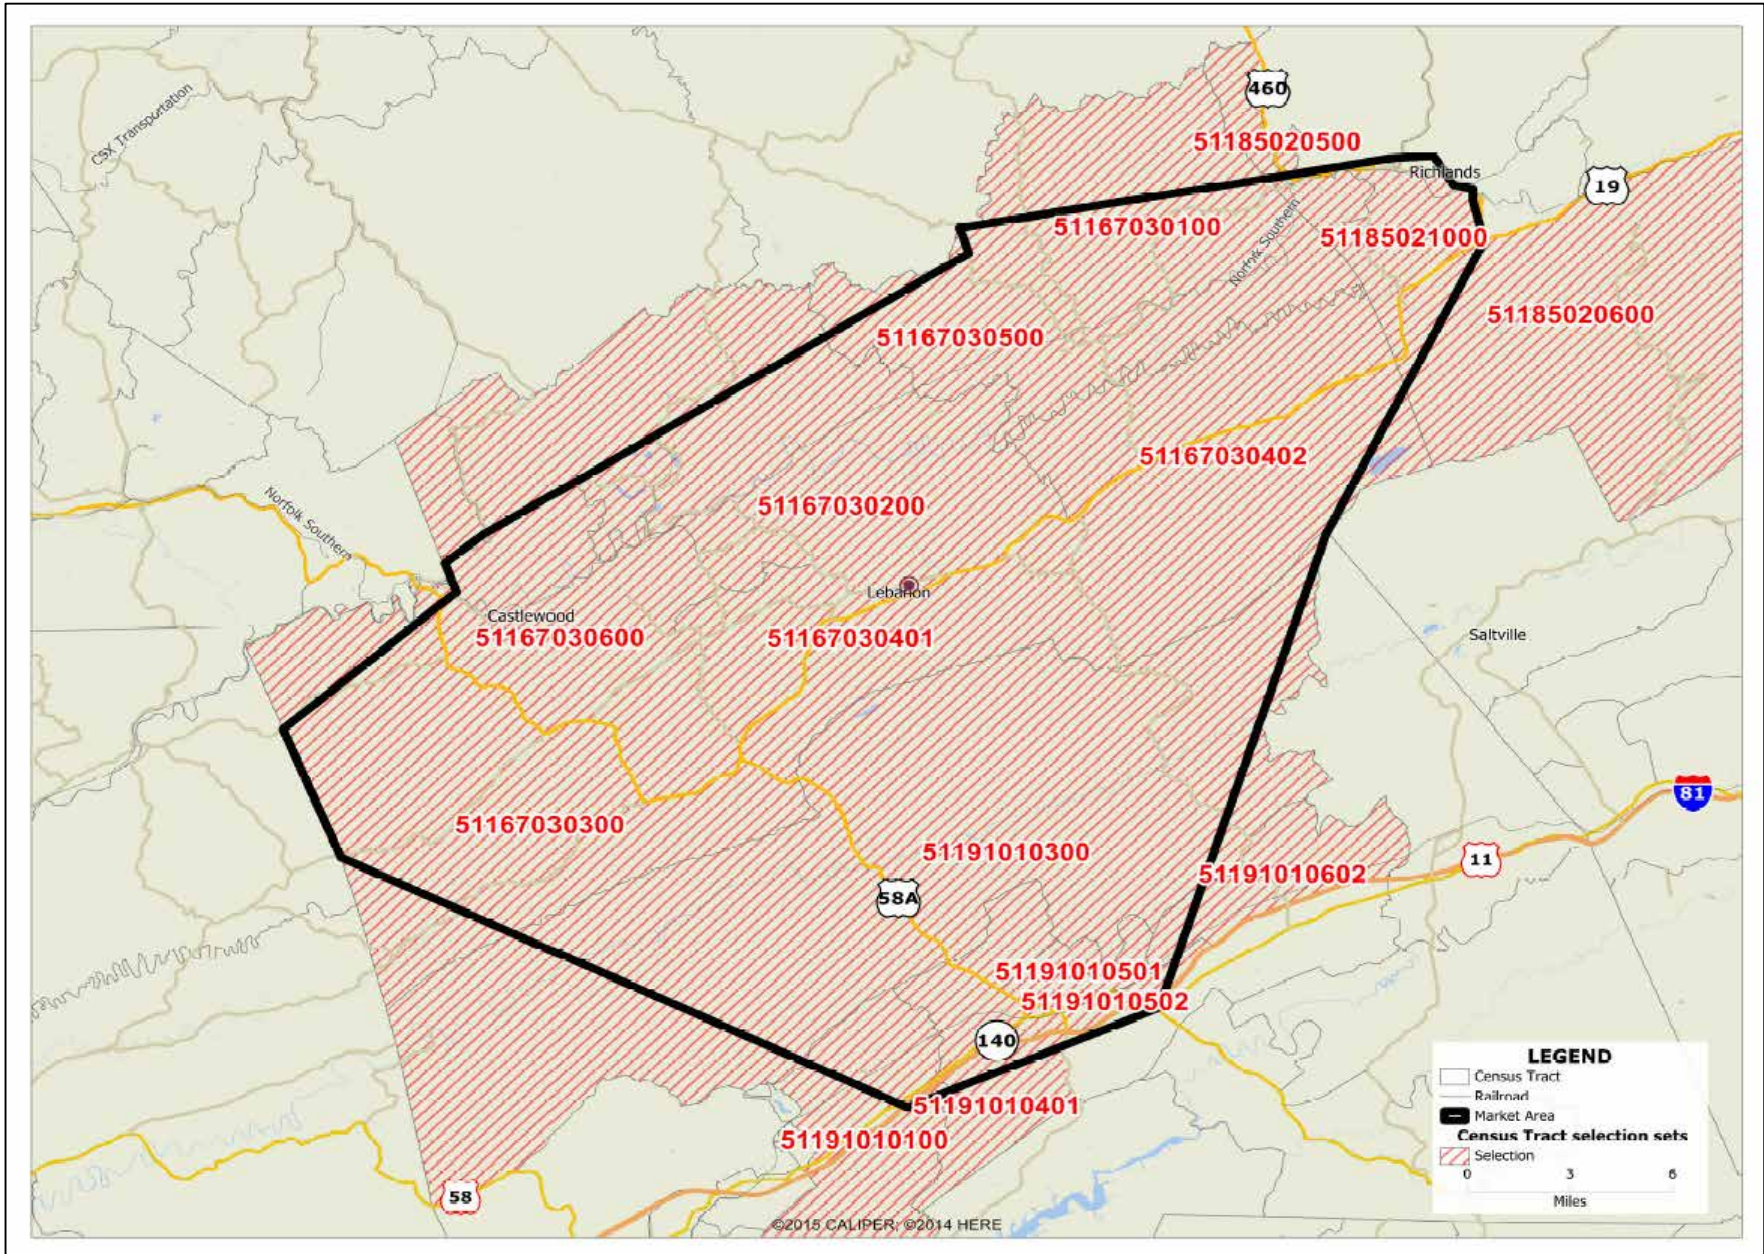 460
CSX Transportation
51185020500
Richlands
19
51167030100
Norfolk Southern
51185021000
51185020600
51167030500
51167030402
Norfolk Southern
51167030200
Lebanon
Castlewood
51167030600
51167030401
Saltville
81
51167030300
51191010300
11
51191010602
58A
51191010501
51191010502
140
51191010401
51191010100
58
LEGEND
Census Tract
Railroad
Market Area
Census Tract selection sets
Selection
0 3 6
Miles
©2015 CALIPER; ©2014 HERE